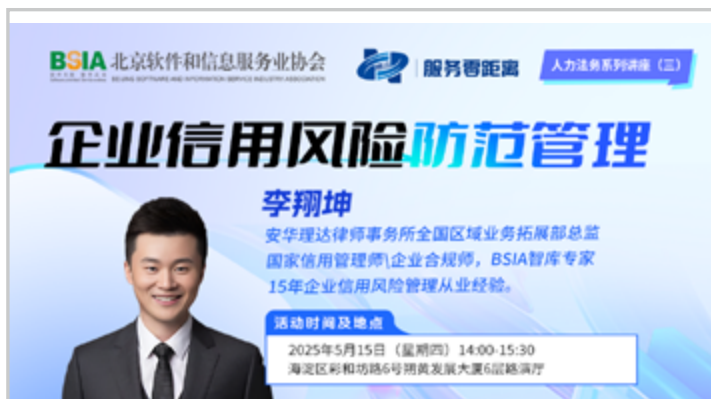 BSIA 北京软件和信息服务业协会
BEIJING SOFTWARE AND INFORMATION SERVICE INDUSTRY ASSOCIATION
服务零距离
人力法务系列讲座（三）
企业信用风险防范管理
李翔坤
安华理达律师事务所全国区域业务拓展部总监
国家信用管理师\企业合规师，BSIA智库专家
15年企业信用风险管理从业经验。
活动时间及地点
2025年5月15日（星期四）14:00-15:30
海淀区彩和坊路6号朔黄发展大厦6层路演厅